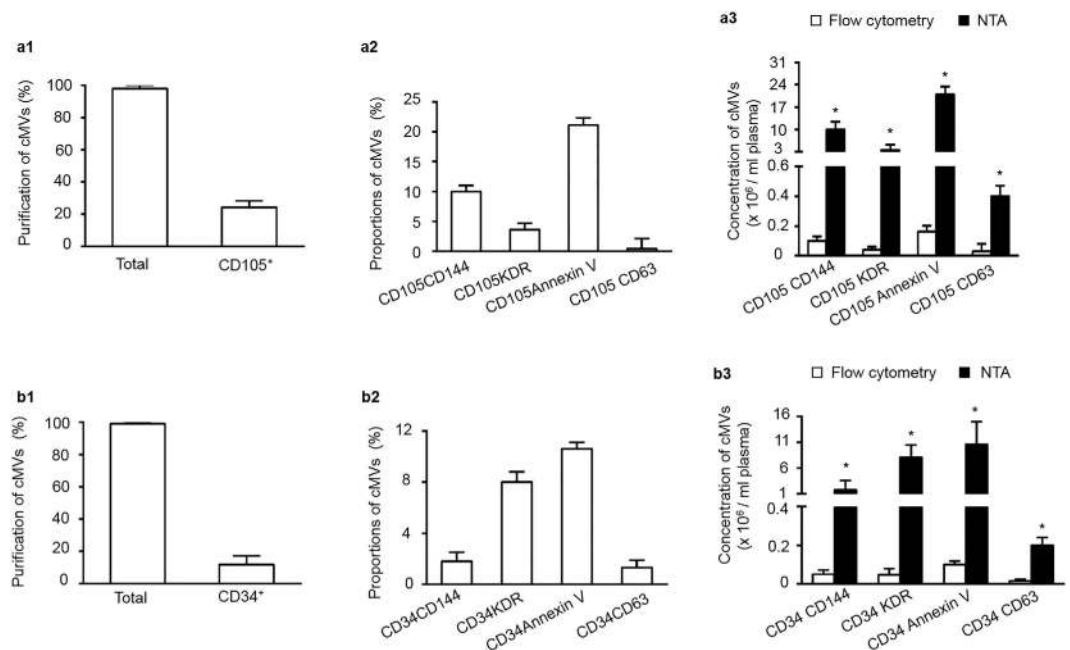 a1
Purification of cMVs (%)
100
80
60
40
20
0
Total
CD105⁺
a2
Proportions of cMVs (%)
25
20
15
10
5
0
CD105CD144
CD105KDR
CD105Annexin V
CD105 CD63
a3
Flow cytometry
NTA
Concentration of cMVs
(x 10⁶ / ml plasma)
31
24
17
10
3
0.6
0.4
0.2
0
*
*
*
*
CD105 CD144
CD105 KDR
CD105 Annexin V
CD105 CD63
b1
Purification of cMVs (%)
100
80
60
40
20
0
Total
CD34⁺
b2
Proportions of cMVs (%)
12
8
4
0
CD34CD144
CD34KDR
CD34Annexin V
CD34CD63
b3
Flow cytometry
NTA
Concentration of cMVs
(x 10⁶ / ml plasma)
16
11
6
1
0.4
0.2
0
*
*
*
*
CD34 CD144
CD34 KDR
CD34 Annexin V
CD34 CD63